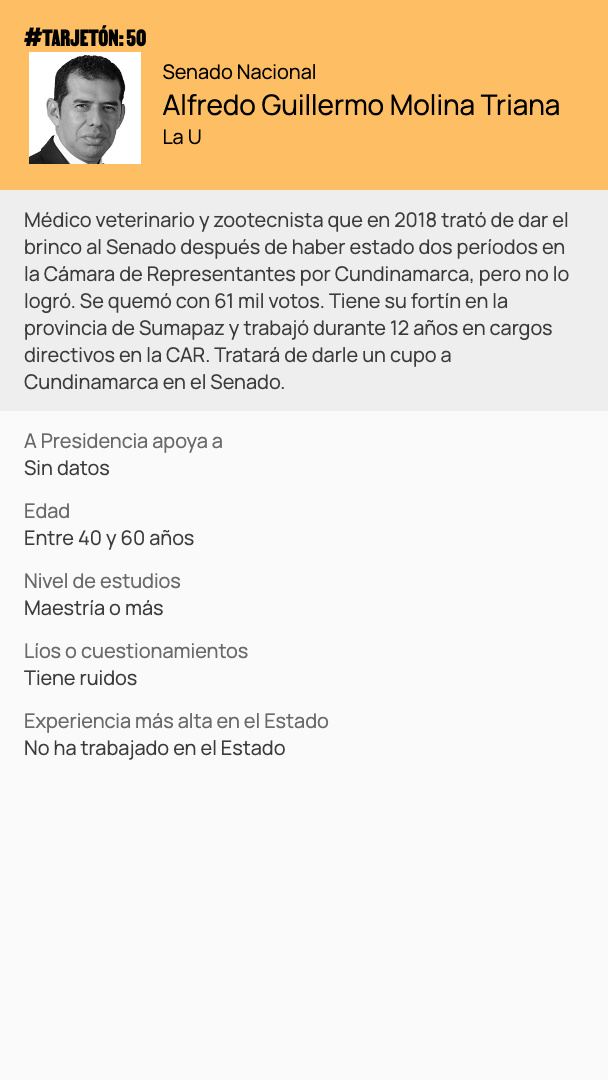 #TARJETÓN: 50
Senado Nacional
Alfredo Guillermo Molina Triana
La U
Médico veterinario y zootecnista que en 2018 trató de dar el
brinco al Senado después de haber estado dos períodos en
la Cámara de Representantes por Cundinamarca, pero no lo
logró. Se quemó con 61 mil votos. Tiene su fortín en la
provincia de Sumapaz y trabajó durante 12 años en cargos
directivos en la CAR. Tratará de darle un cupo a
Cundinamarca en el Senado.
A Presidencia apoya a
Sin datos
Edad
Entre 40 y 60 años
Nivel de estudios
Maestría o más
Líos o cuestionamientos
Tiene ruidos
Experiencia más alta en el Estado
No ha trabajado en el Estado